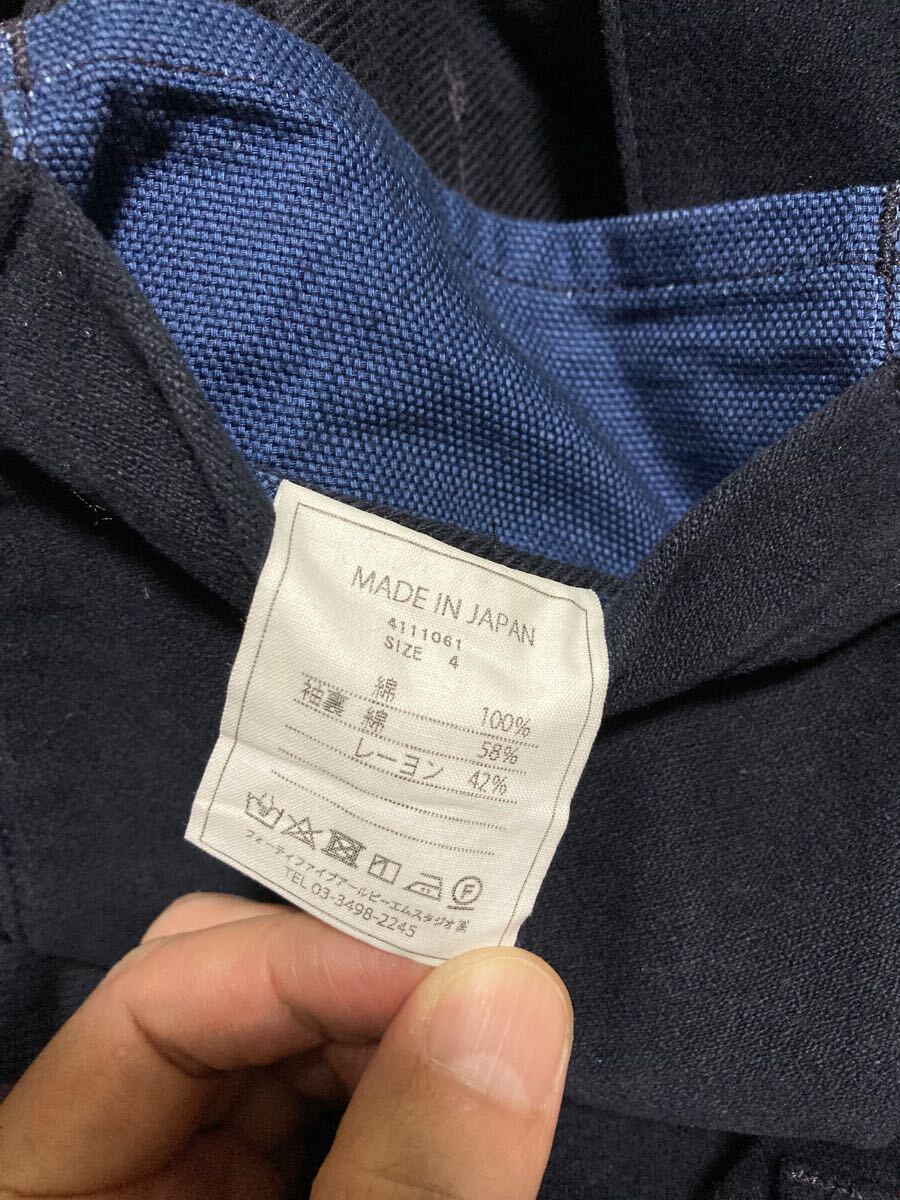 MADE IN JAPAN
4111061
SIZE 4
綿 100%
袖裏 綿 58%
レーヨン 42%
F
フォーティファイブアールピーエムスタジオ㈱
TEL 03-3498-2245